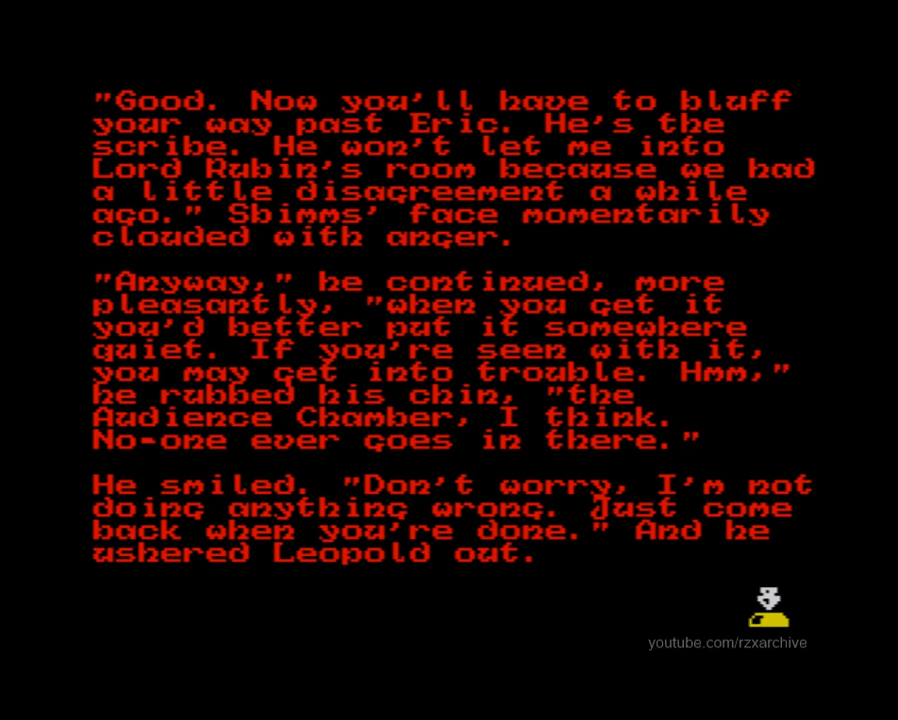 "Good. Now you'll have to bluff
your way past Eric. He's the
scribe. He won't let me into
Lord Rubin's room because we had
a little disagreement a while
ago." Sbimms' face momentarily
clouded with anger.
"Anyway," he continued, more
pleasantly, "when you get it
you'd better put it somewhere
quiet. If you're seen with it,
you may get into trouble. Hmm,"
he rubbed his chin, "the
Audience Chamber, I think.
No-one ever goes in there."
He smiled. "Don't worry, I'm not
doing anything wrong. Just come
back when you're done." And he
ushered Leopold out.
youtube.com/rzxarchive